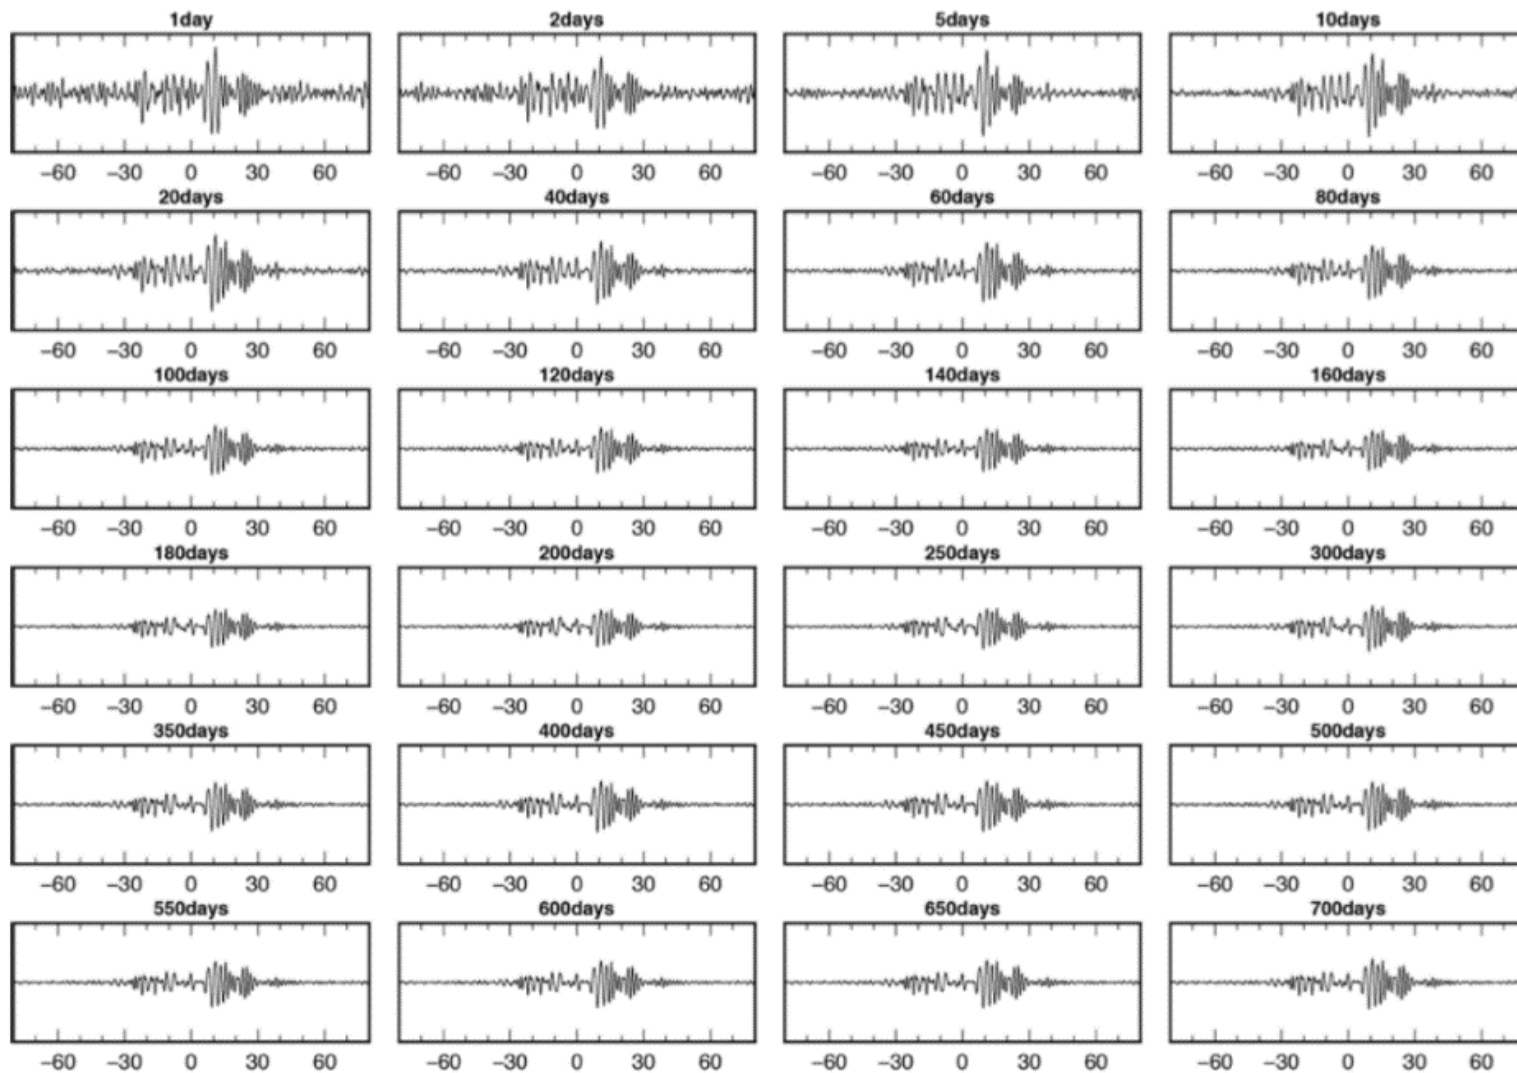 1day 2days 5days 10days
−60 −30 0 30 60 −60 −30 0 30 60 −60 −30 0 30 60 −60 −30 0 30 60
20days 40days 60days 80days
−60 −30 0 30 60 −60 −30 0 30 60 −60 −30 0 30 60 −60 −30 0 30 60
100days 120days 140days 160days
−60 −30 0 30 60 −60 −30 0 30 60 −60 −30 0 30 60 −60 −30 0 30 60
180days 200days 250days 300days
−60 −30 0 30 60 −60 −30 0 30 60 −60 −30 0 30 60 −60 −30 0 30 60
350days 400days 450days 500days
−60 −30 0 30 60 −60 −30 0 30 60 −60 −30 0 30 60 −60 −30 0 30 60
550days 600days 650days 700days
−60 −30 0 30 60 −60 −30 0 30 60 −60 −30 0 30 60 −60 −30 0 30 60